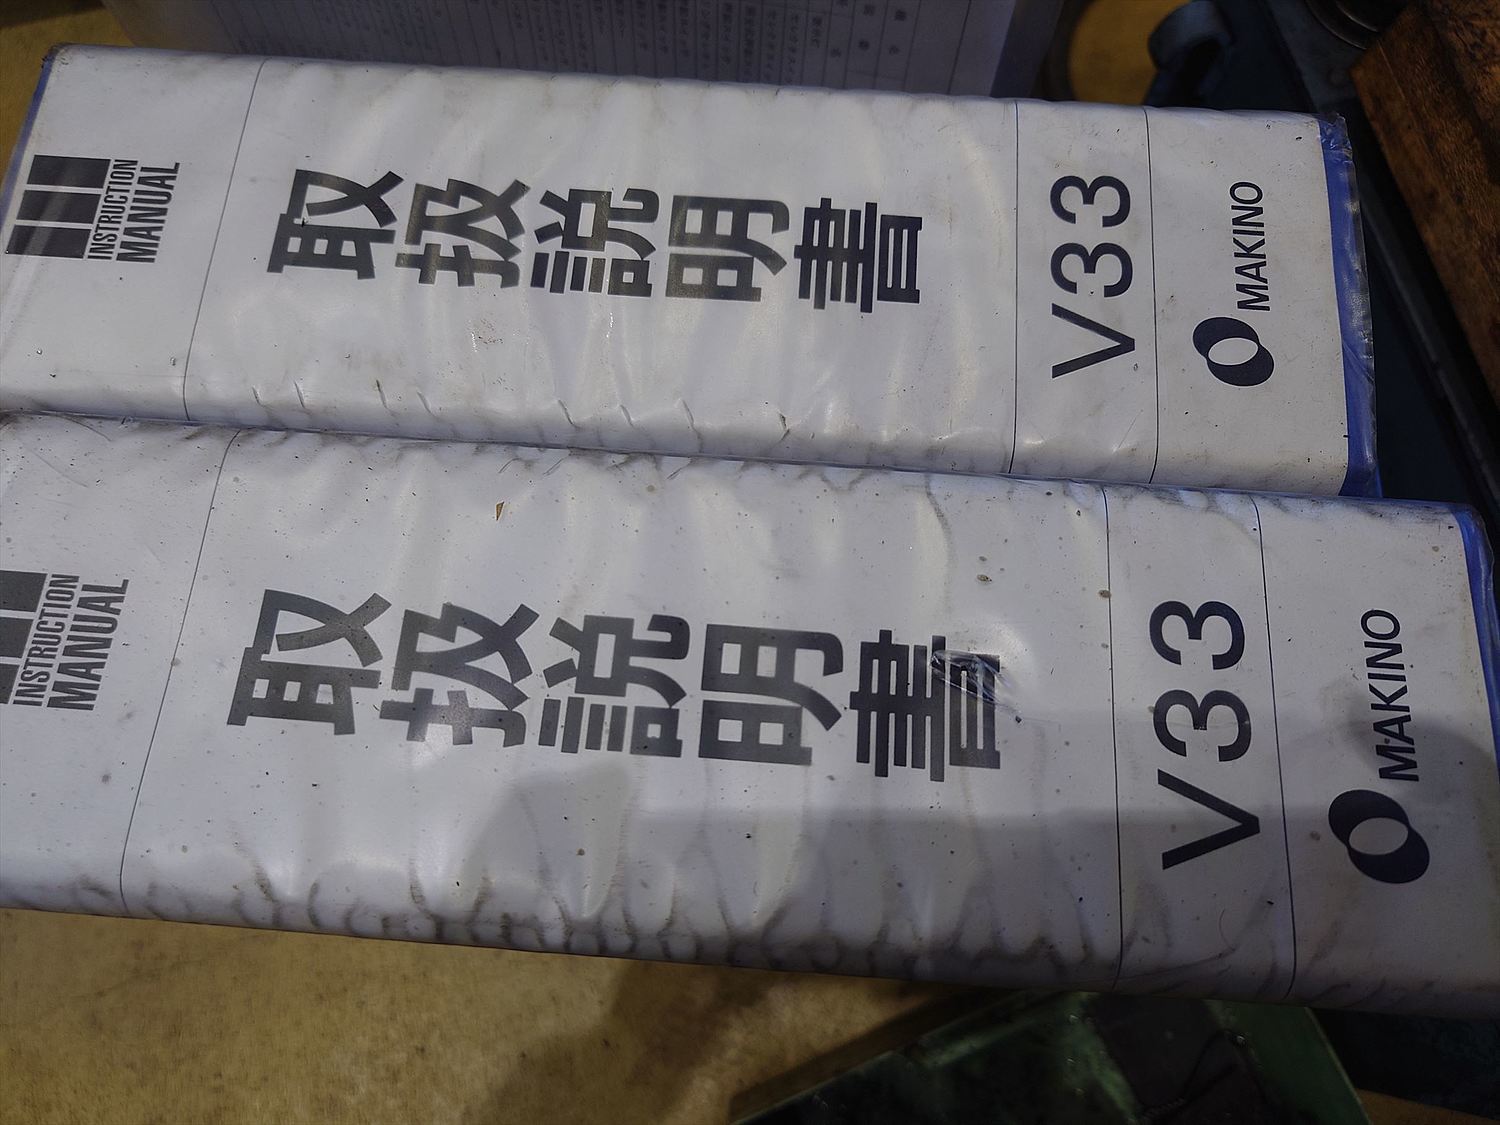 INSTRUCTION
MANUAL
取扱説明書
V33
MAKINO
INSTRUCTION
MANUAL
取扱説明書
V33
MAKINO